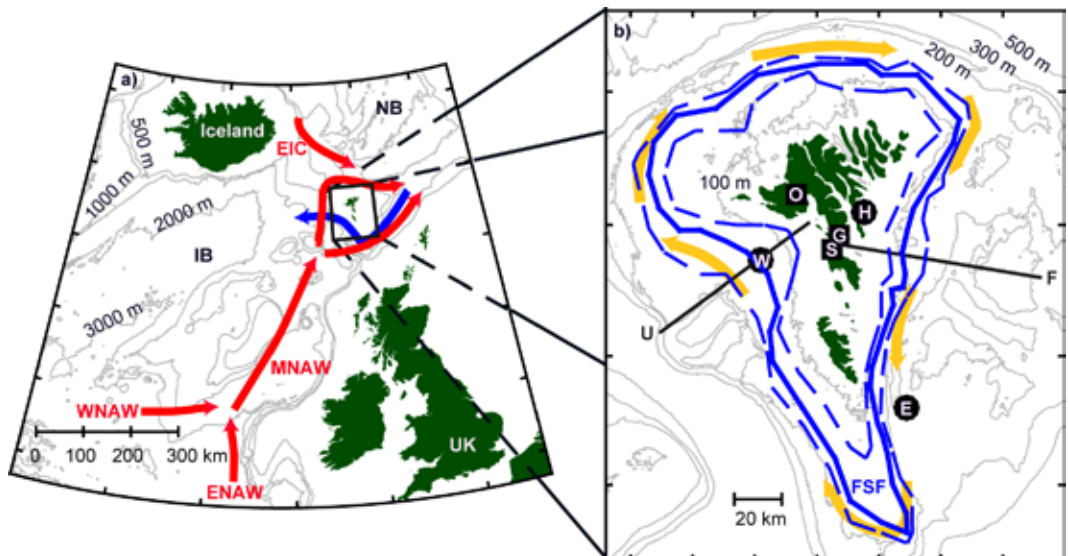 a)
Iceland
NB
500 m
EIC
1000 m
2000 m
IB
3000 m
MNAW
WNAW
0 100 200 300 km
ENAW
UK
b)
500 m
300 m
200 m
100 m
O
H
G
S
W
F
U
E
FSF
20 km